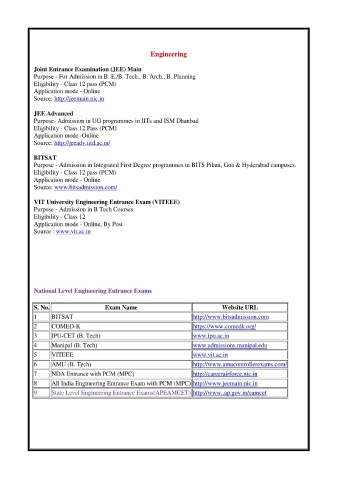 Engineering
Joint Entrance Examination (JEE) Main
Purpose - For Admission in B. E./B. Tech., B. Arch., B. Planning
Eligibility - Class 12 pass (PCM)
Application mode - Online
Source: http://jeemain.nic.in
JEE Advanced
Purpose- Admission in UG programmes in IITs and ISM Dhanbad
Eligibility - Class 12 Pass (PCM)
Application mode -Online
Source: http://jeeadv.iitd.ac.in/
BITSAT
Purpose - Admission in Integrated First Degree programmes in BITS Pilani, Goa & Hyderabad campuses.
Eligibility - Class 12 pass (PCM)
Application mode - Online
Source: www.bitsadmission.com/
VIT University Engineering Entrance Exam (VITEEE)
Purpose - Admission in B Tech Courses
Eligibility - Class 12
Application mode - Online, By Post
Source : www.vit.ac.in
National Level Engineering Entrance Exams
S. No. Exam Name Website URL
1 BITSAT http://www.bitsadmission.com
2 COMED-K https://www.comedk.org/
3 IPU-CET (B. Tech) www.ipu.ac.in
4 Manipal (B. Tech) www.admissions.manipal.edu
5 VITEEE www.vit.ac.in
6 AMU (B. Tech) http://www.amucontrollerexams.com/
7 NDA Entrance with PCM (MPC) http://careerairforce.nic.in
8 All India Engineering Entrance Exam with PCM (MPC) http://www.jeemain.nic.in
9 State Level Engineering Entrance Exams(APEAMCET) http://www..ap.gov.in/eamcet